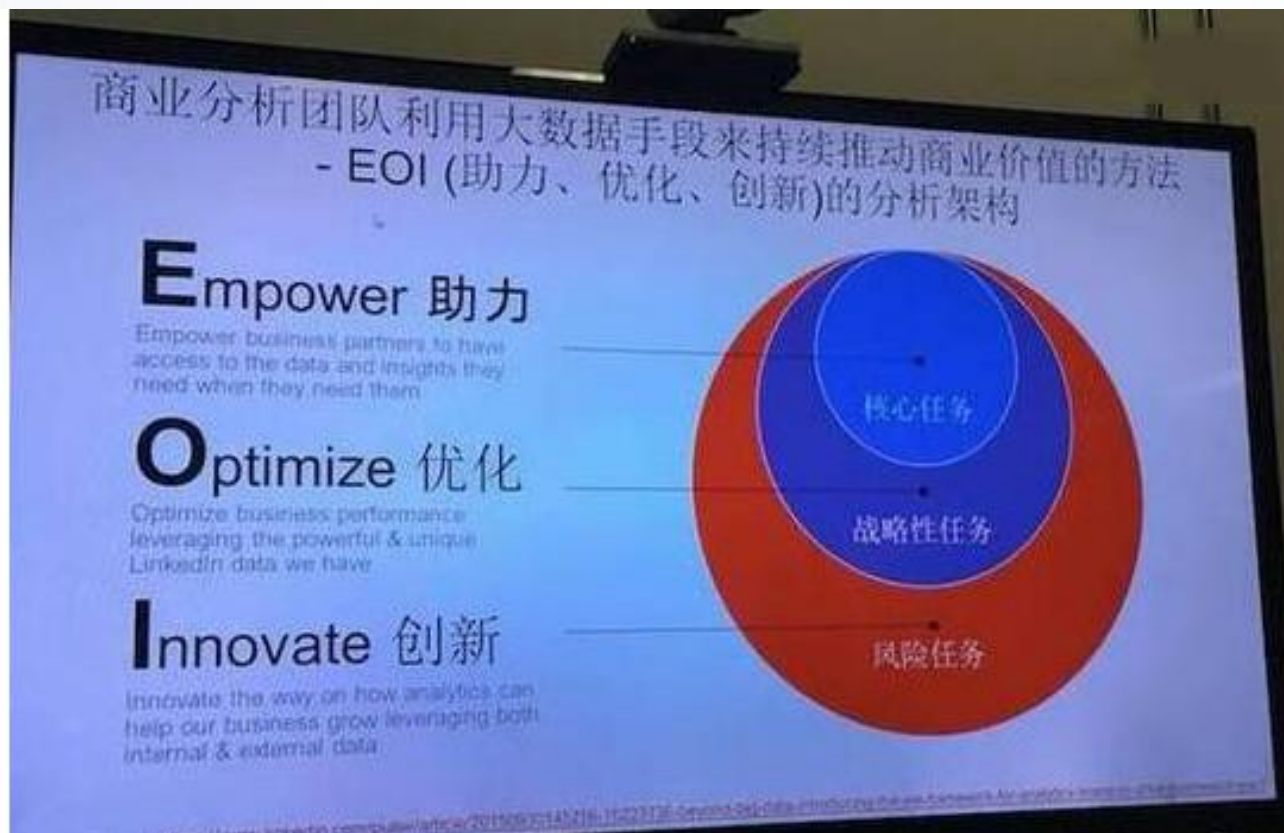 商业分析团队利用大数据手段来持续推动商业价值的方法
- EOI (助力、优化、创新)的分析架构
Empower 助力
Empower business partners to have
access to the data and insights they
need when they need them
核心任务
Optimize 优化
Optimize business performance
leveraging the powerful & unique
LinkedIn data we have
战略性任务
Innovate 创新
Innovate the way on how analytics can
help our business grow leveraging both
internal & external data
风险任务